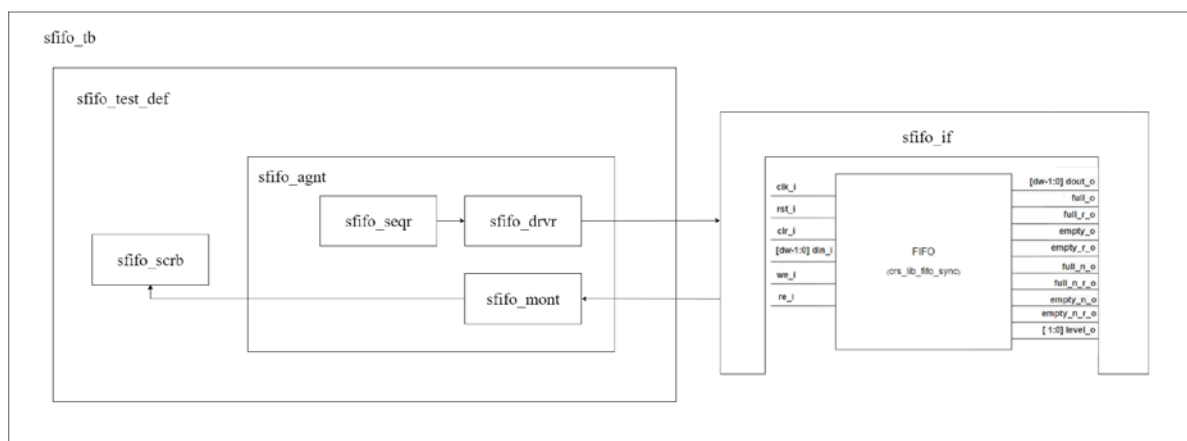 sfifo_tb
sfifo_test_def
sfifo_agnt
sfifo_seqr
sfifo_drvr
sfifo_scrb
sfifo_mont
sfifo_if
clk_i
rst_i
clr_i
[dw-1:0] din_i
we_i
re_i
FIFO
(crs_lib_fifo_sync)
[dw-1:0] dout_o
full_o
full_r_o
empty_o
empty_r_o
full_n_o
full_n_r_o
empty_n_o
empty_n_r_o
[ 1:0] level_o